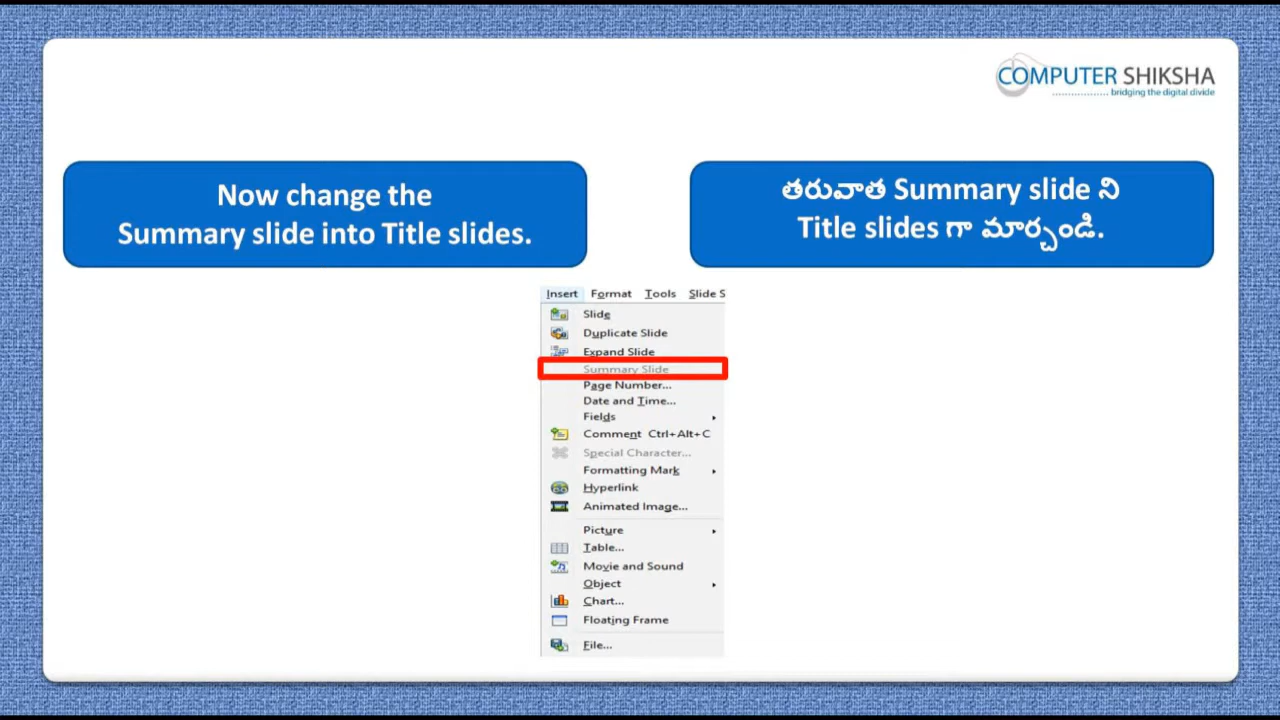 COMPUTER SHIKSHA
.................. bridging the digital divide
Now change the
Summary slide into Title slides.
తరువాత Summary slide ని
Title slides గా మార్చండి.
Insert Format Tools Slide S
Slide
Duplicate Slide
Expand Slide
Summary Slide
Page Number...
Date and Time...
Fields
Comment Ctrl+Alt+C
Special Character...
Formatting Mark
Hyperlink
Animated Image...
Picture
Table...
Movie and Sound
Object
Chart...
Floating Frame
File...